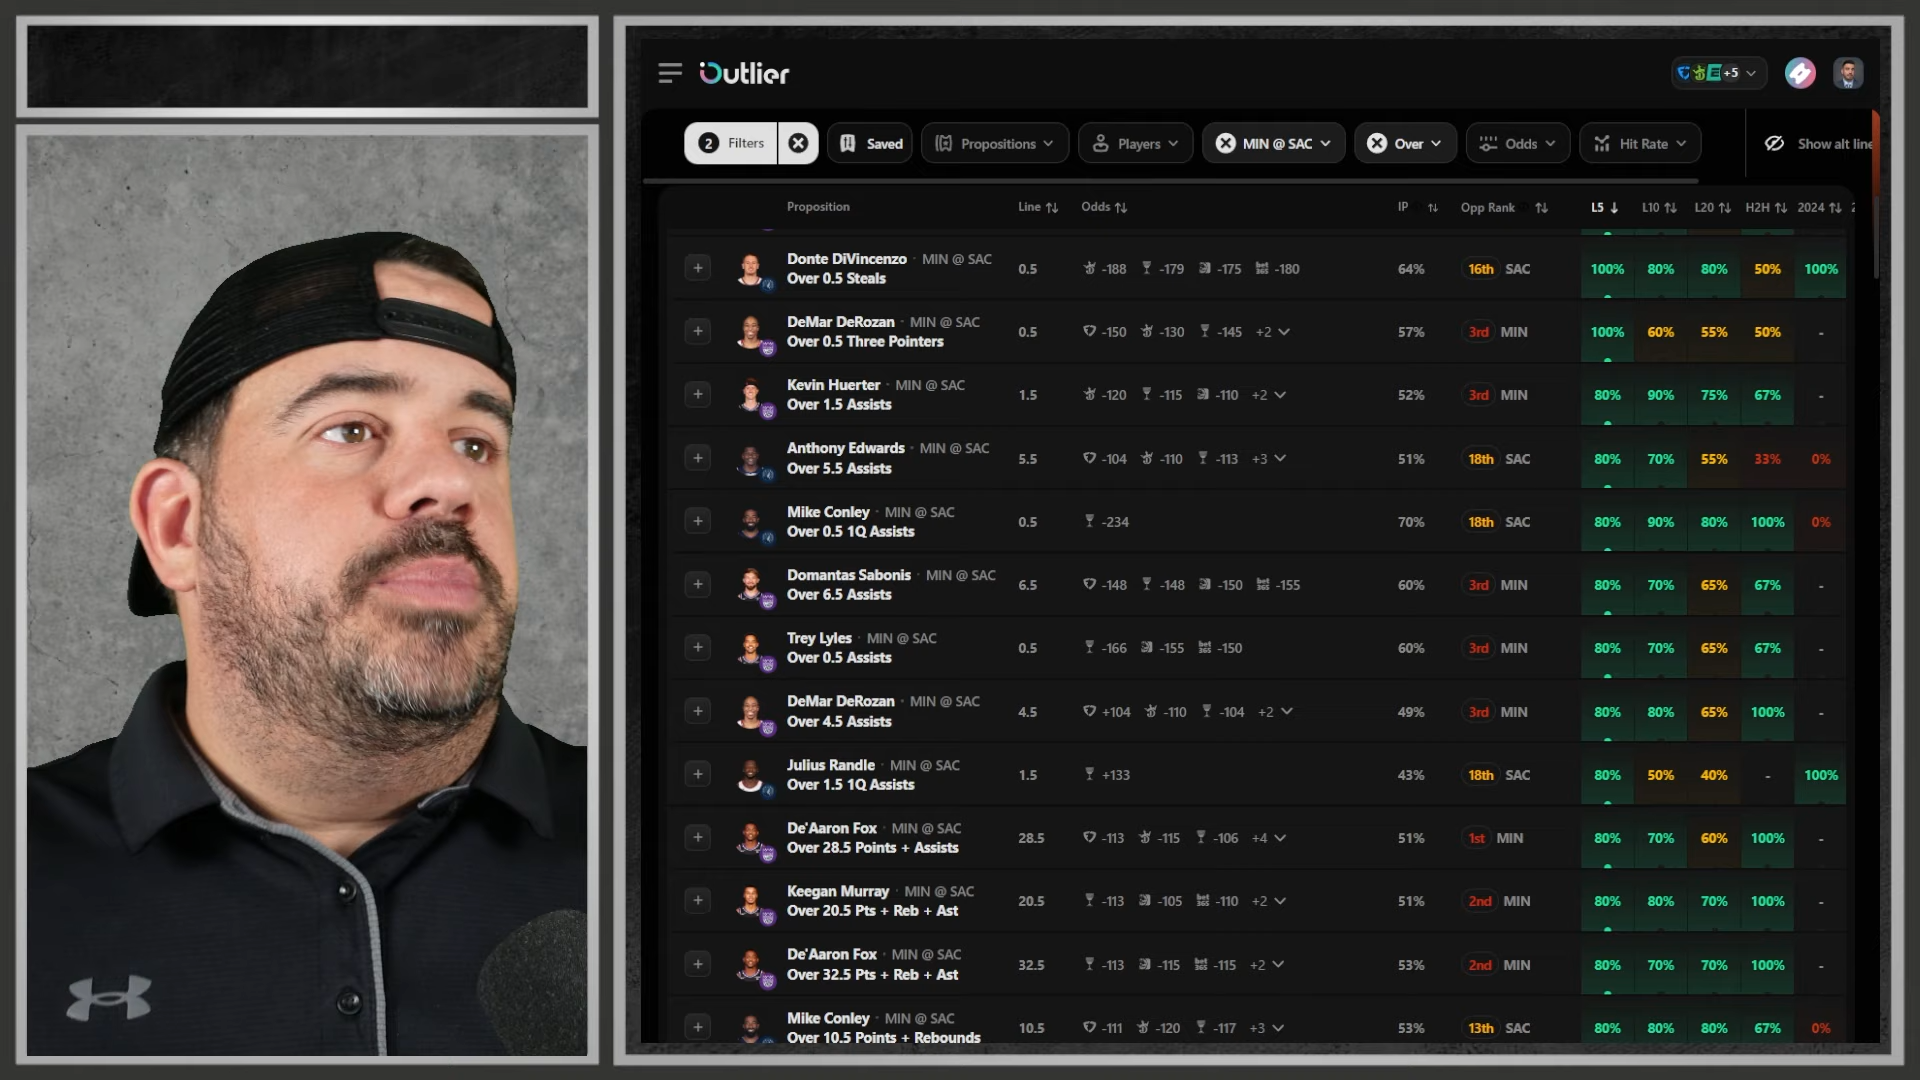 Outlier
+5
2 Filters
Saved
Propositions
Players
MIN @ SAC
Over
Odds
Hit Rate
Show alt line
Proposition Line Odds IP Opp Rank L5 L10 L20 H2H 2024 2
Donte DiVincenzo · MIN @ SAC
Over 0.5 Steals
0.5 -188 -179 -175 bet365 -180 64% 16th SAC 100% 80% 80% 50% 100%
DeMar DeRozan · MIN @ SAC
Over 0.5 Three Pointers
0.5 -150 -130 -145 +2 57% 3rd MIN 100% 60% 55% 50% -
Kevin Huerter · MIN @ SAC
Over 1.5 Assists
1.5 -120 -115 -110 +2 52% 3rd MIN 80% 90% 75% 67% -
Anthony Edwards · MIN @ SAC
Over 5.5 Assists
5.5 -104 -110 -113 +3 51% 18th SAC 80% 70% 55% 33% 0%
Mike Conley · MIN @ SAC
Over 0.5 1Q Assists
0.5 -234 70% 18th SAC 80% 90% 80% 100% 0%
Domantas Sabonis · MIN @ SAC
Over 6.5 Assists
6.5 -148 -148 -150 bet365 -155 60% 3rd MIN 80% 70% 65% 67% -
Trey Lyles · MIN @ SAC
Over 0.5 Assists
0.5 -166 -155 bet365 -150 60% 3rd MIN 80% 70% 65% 67% -
DeMar DeRozan · MIN @ SAC
Over 4.5 Assists
4.5 +104 -110 -104 +2 49% 3rd MIN 80% 80% 65% 100% -
Julius Randle · MIN @ SAC
Over 1.5 1Q Assists
1.5 +133 43% 18th SAC 80% 50% 40% - 100%
De'Aaron Fox · MIN @ SAC
Over 28.5 Points + Assists
28.5 -113 -115 -106 +4 51% 1st MIN 80% 70% 60% 100% -
Keegan Murray · MIN @ SAC
Over 20.5 Pts + Reb + Ast
20.5 -113 -105 bet365 -110 +2 51% 2nd MIN 80% 80% 70% 100% -
De'Aaron Fox · MIN @ SAC
Over 32.5 Pts + Reb + Ast
32.5 -113 -115 bet365 -115 +2 53% 2nd MIN 80% 70% 70% 100% -
Mike Conley · MIN @ SAC
Over 10.5 Points + Rebounds
10.5 -111 -120 -117 +3 53% 13th SAC 80% 80% 80% 67% 0%